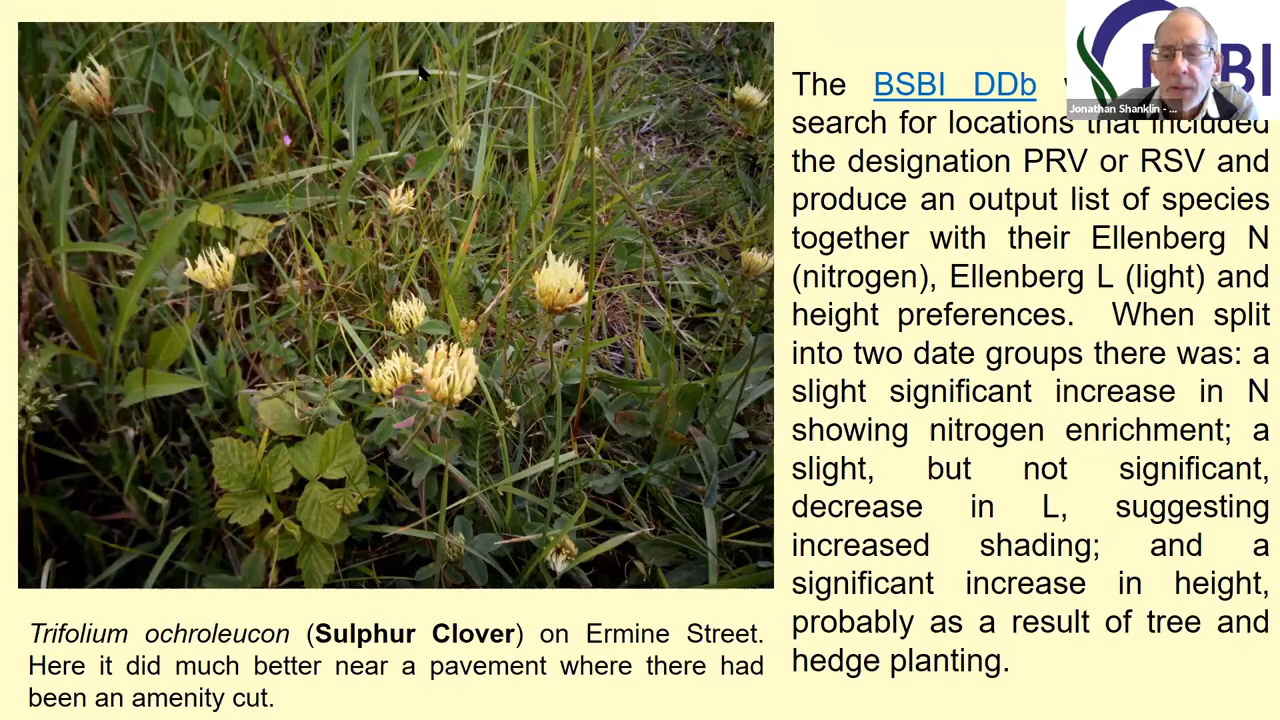 The BSBI DDb
search for locations that included
the designation PRV or RSV and
produce an output list of species
together with their Ellenberg N
(nitrogen), Ellenberg L (light) and
height preferences. When split
into two date groups there was: a
slight significant increase in N
showing nitrogen enrichment; a
slight, but not significant,
decrease in L, suggesting
increased shading; and a
significant increase in height,
probably as a result of tree and
hedge planting.
Trifolium ochroleucon (Sulphur Clover) on Ermine Street.
Here it did much better near a pavement where there had
been an amenity cut.
Jonathan Shanklin - ...